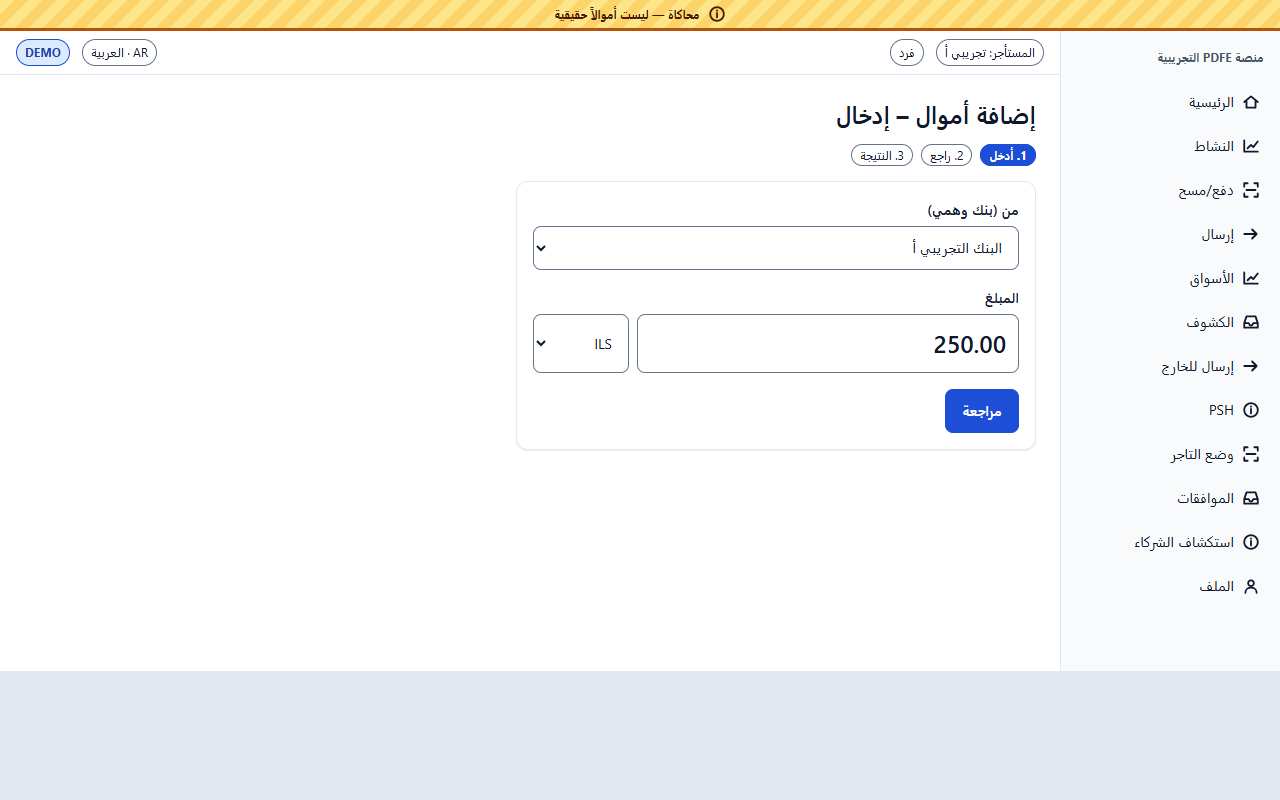 محاكاة — ليست أموالاً حقيقية
منصة PDFE التجريبية
الرئيسية
النشاط
دفع/مسح
إرسال
الأسواق
الكشوف
إرسال للخارج
PSH
وضع التاجر
الموافقات
استكشاف الشركاء
الملف
المستأجر: تجريبي أ
فرد
AR · العربية
DEMO
إضافة أموال – إدخال
1. أدخل
2. راجع
3. النتيجة
من (بنك وهمي)
البنك التجريبي أ
المبلغ
250.00
ILS
مراجعة